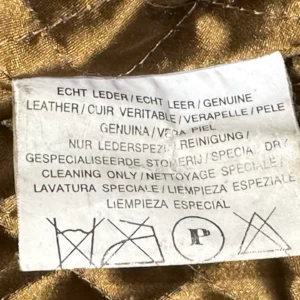 ECHT LEDER / ECHT LEER / GENUINE
LEATHER / CUIR VERITABLE / VERAPELLE / PELE
GENUINA / VERA PIEL
NUR LEDERSPEZ. / REINIGUNG /
GESPECIALISEERDE STOMERIJ / SPECIAL DRY
CLEANING ONLY / NETTOYAGE SPECIALE /
LAVATURA SPECIALE / LIEMPIEZA ESPEZIALE
LIEMPIEZA ESPECIAL
P